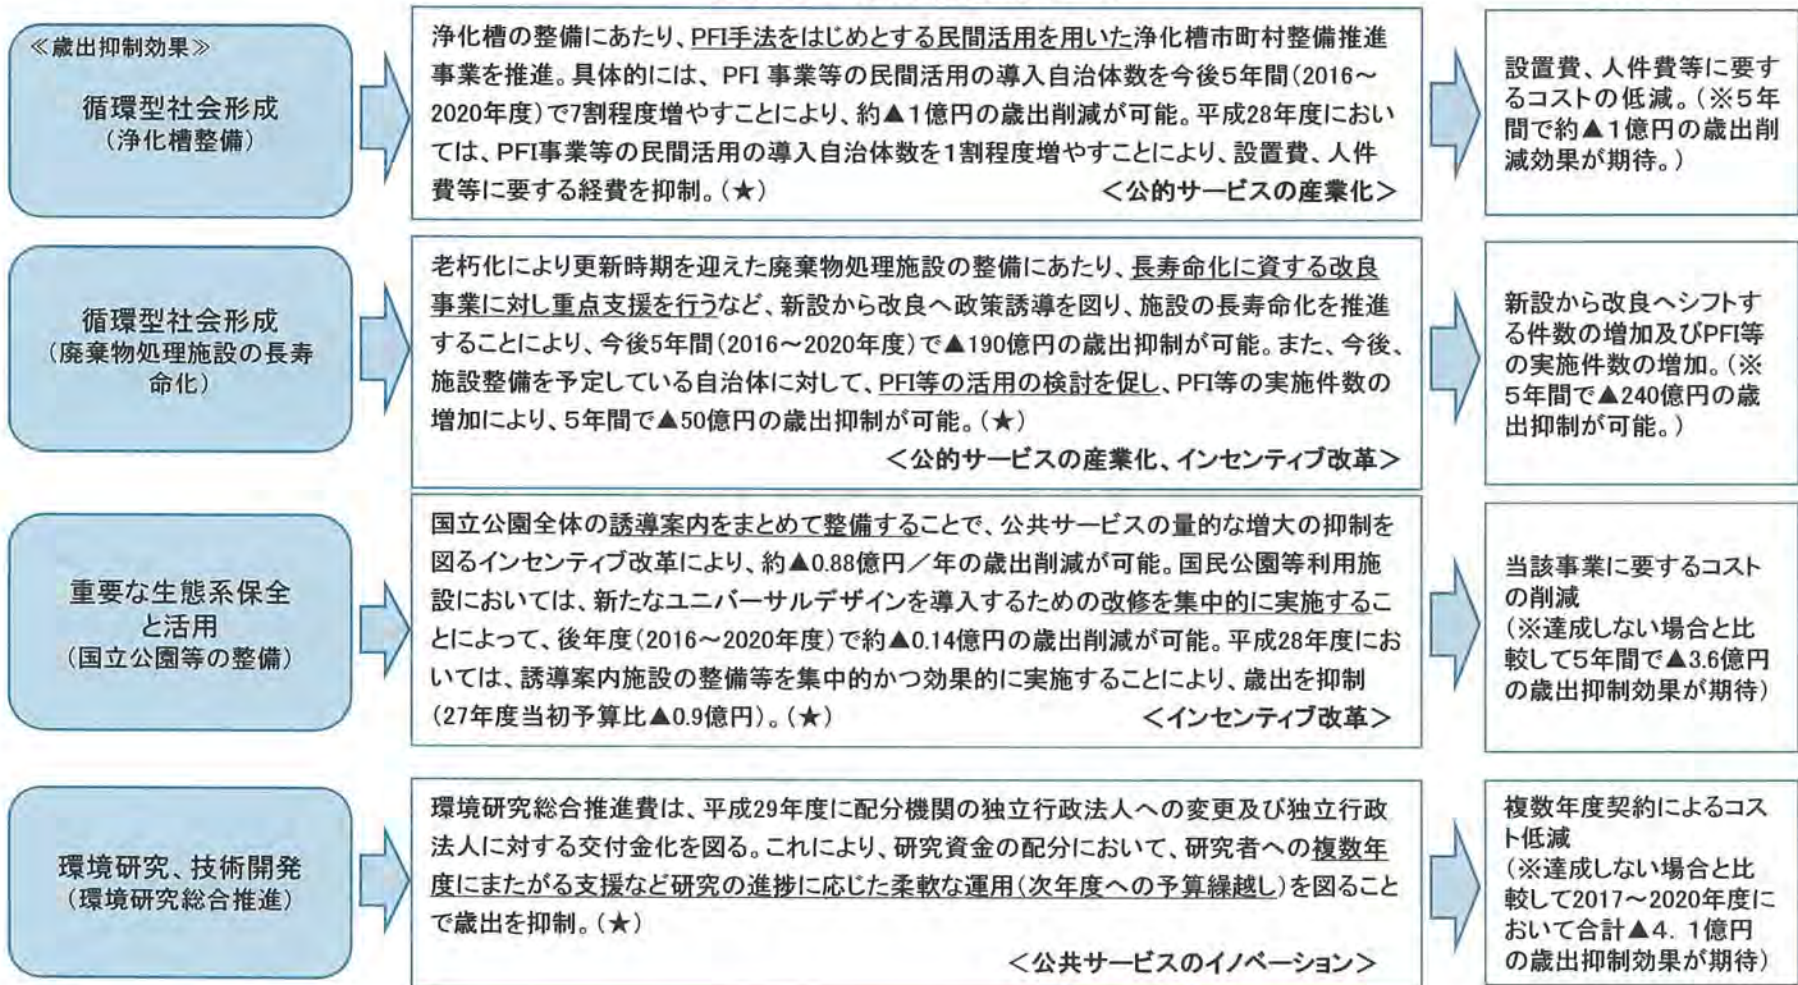 ≪歳出抑制効果≫
循環型社会形成
（浄化槽整備）
浄化槽の整備にあたり、PFI手法をはじめとする民間活用を用いた浄化槽市町村整備推進
事業を推進。具体的には、PFI 事業等の民間活用の導入自治体数を今後５年間（2016～
2020年度）で7割程度増やすことにより、約▲１億円の歳出削減が可能。平成28年度におい
ては、PFI事業等の民間活用の導入自治体数を１割程度増やすことにより、設置費、人件
費等に要する経費を抑制。（★）　＜公的サービスの産業化＞
設置費、人件費等に要す
るコストの低減。（※５年
間で約▲１億円の歳出削
減効果が期待。）
循環型社会形成
（廃棄物処理施設の長寿
命化）
老朽化により更新時期を迎えた廃棄物処理施設の整備にあたり、長寿命化に資する改良
事業に対し重点支援を行うなど、新設から改良へ政策誘導を図り、施設の長寿命化を推進
することにより、今後5年間（2016～2020年度）で▲190億円の歳出抑制が可能。また、今後、
施設整備を予定している自治体に対して、PFI等の活用の検討を促し、PFI等の実施件数の
増加により、５年間で▲50億円の歳出抑制が可能。（★）
＜公的サービスの産業化、インセンティブ改革＞
新設から改良へシフトす
る件数の増加及びPFI等
の実施件数の増加。（※
５年間で▲240億円の歳
出抑制が可能。）
重要な生態系保全
と活用
（国立公園等の整備）
国立公園全体の誘導案内をまとめて整備することで、公共サービスの量的な増大の抑制を
図るインセンティブ改革により、約▲0.88億円／年の歳出削減が可能。国民公園等利用施
設においては、新たなユニバーサルデザインを導入するための改修を集中的に実施するこ
とによって、後年度（2016～2020年度）で約▲0.14億円の歳出削減が可能。平成28年度にお
いては、誘導案内施設の整備等を集中的かつ効果的に実施することにより、歳出を抑制
（27年度当初予算比▲0.9億円）。（★）　＜インセンティブ改革＞
当該事業に要するコスト
の削減
（※達成しない場合と比
較して５年間で▲3.6億円
の歳出抑制効果が期待）
環境研究、技術開発
（環境研究総合推進）
環境研究総合推進費は、平成29年度に配分機関の独立行政法人への変更及び独立行政
法人に対する交付金化を図る。これにより、研究資金の配分において、研究者への複数年
度にまたがる支援など研究の進捗に応じた柔軟な運用（次年度への予算繰越し）を図ること
で歳出を抑制。（★）
＜公共サービスのイノベーション＞
複数年度契約によるコス
ト低減
（※達成しない場合と比
較して2017～2020年度に
おいて合計▲４．１億円
の歳出抑制効果が期待）